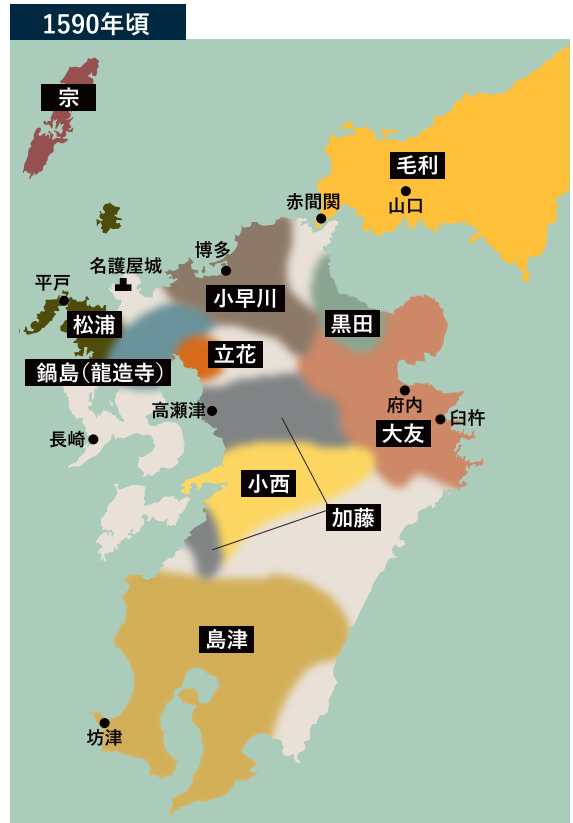 1590年頃
宗
毛利
赤間関
山口
博多
名護屋城
平戸
小早川
松浦
黒田
立花
鍋島(龍造寺)
府内
高瀬津
臼杵
大友
長崎
小西
加藤
島津
坊津